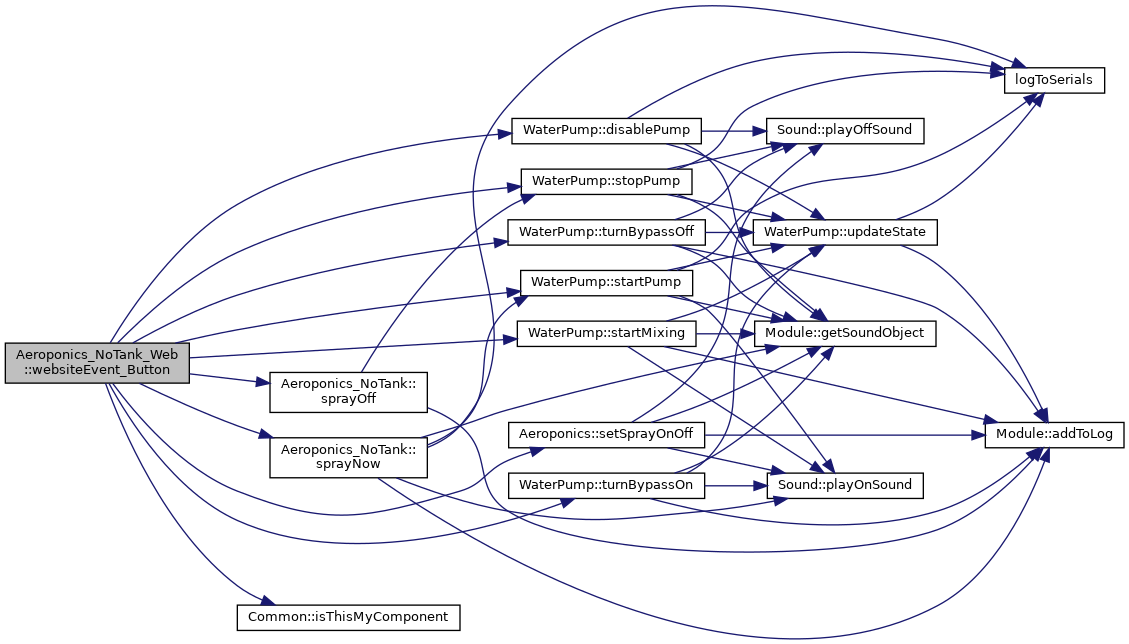 logToSerials
WaterPump::disablePump
Sound::playOffSound
WaterPump::stopPump
WaterPump::turnBypassOff
WaterPump::updateState
WaterPump::startPump
WaterPump::startMixing
Module::getSoundObject
Aeroponics_NoTank_Web
::websiteEvent_Button
Aeroponics_NoTank::
sprayOff
Aeroponics::setSprayOnOff
Module::addToLog
Aeroponics_NoTank::
sprayNow
WaterPump::turnBypassOn
Sound::playOnSound
Common::isThisMyComponent